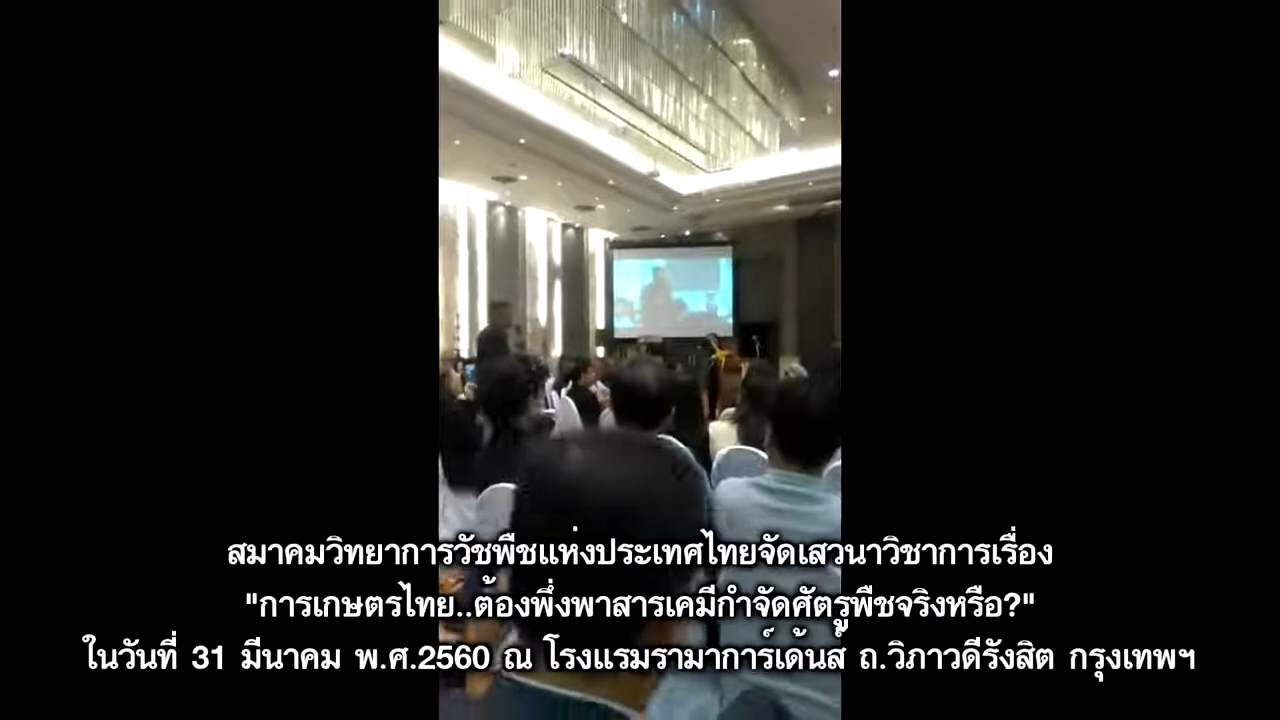 สมาคมวิทยาการวัชพืชแห่งประเทศไทยจัดเสวนาวิชาการเรื่อง
"การเกษตรไทย..ต้องพึ่งพาสารเคมีกำจัดศัตรูพืชจริงหรือ?"
ในวันที่ 31 มีนาคม พ.ศ.2560 ณ โรงแรมรามาการ์เด้นส์ ถ.วิภาวดีรังสิต กรุงเทพฯ